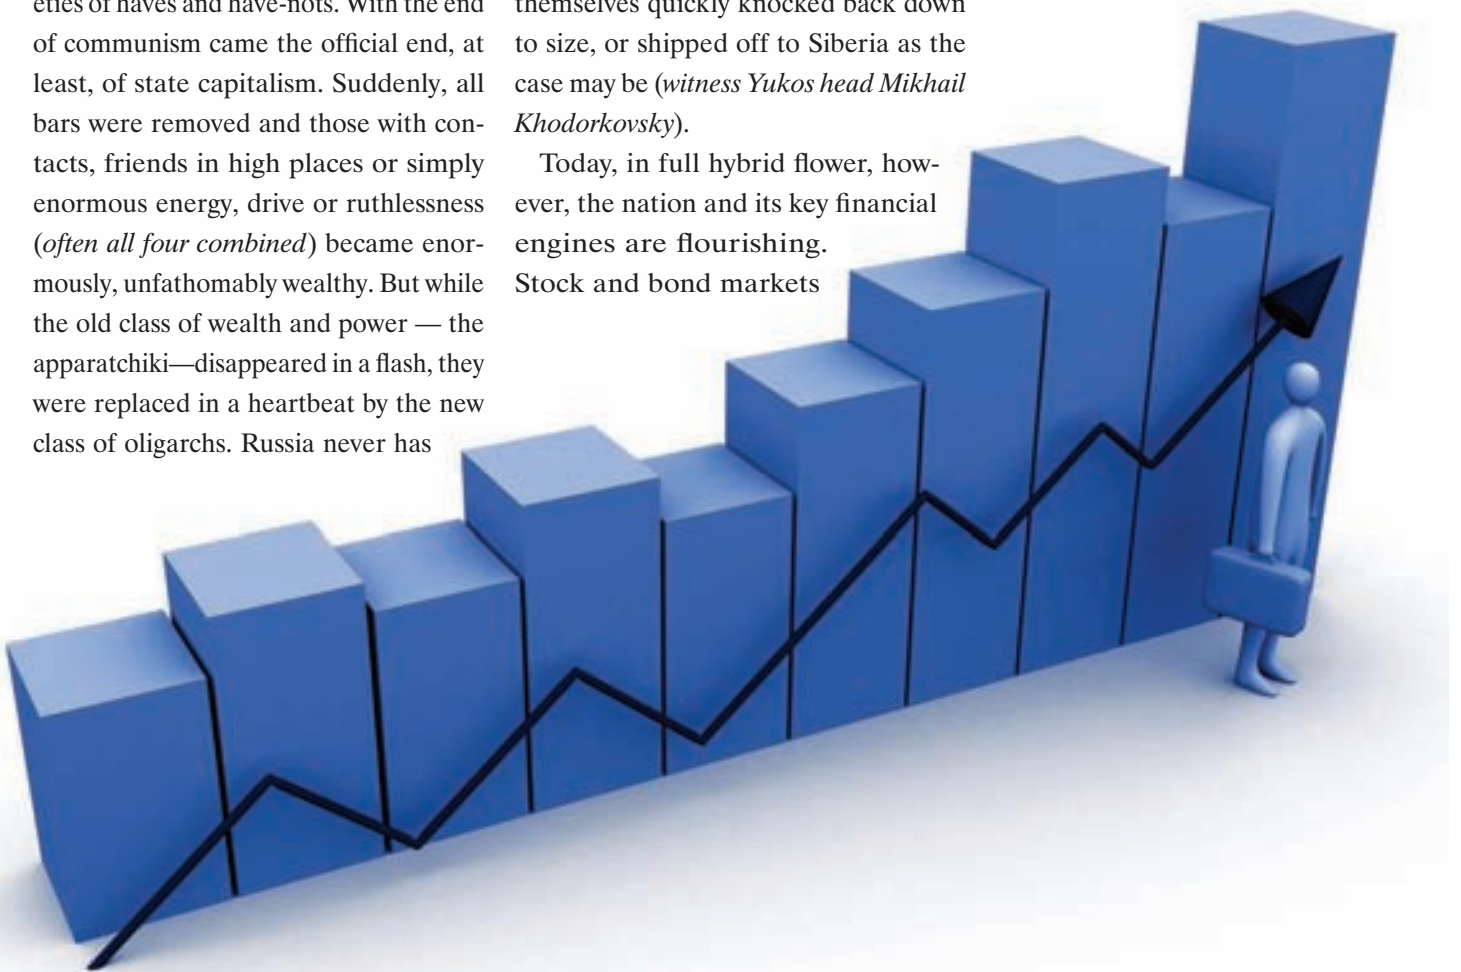 eties of haves and have-nots. With the end
of communism came the official end, at
least, of state capitalism. Suddenly, all
bars were removed and those with con-
tacts, friends in high places or simply
enormous energy, drive or ruthlessness
(often all four combined) became enor-
mously, unfathomably wealthy. But while
the old class of wealth and power — the
apparatchiki—disappeared in a flash, they
were replaced in a heartbeat by the new
class of oligarchs. Russia never has
themselves quickly knocked back down
to size, or shipped off to Siberia as the
case may be (witness Yukos head Mikhail
Khodorkovsky).
Today, in full hybrid flower, how-
ever, the nation and its key financial
engines are flourishing.
Stock and bond markets